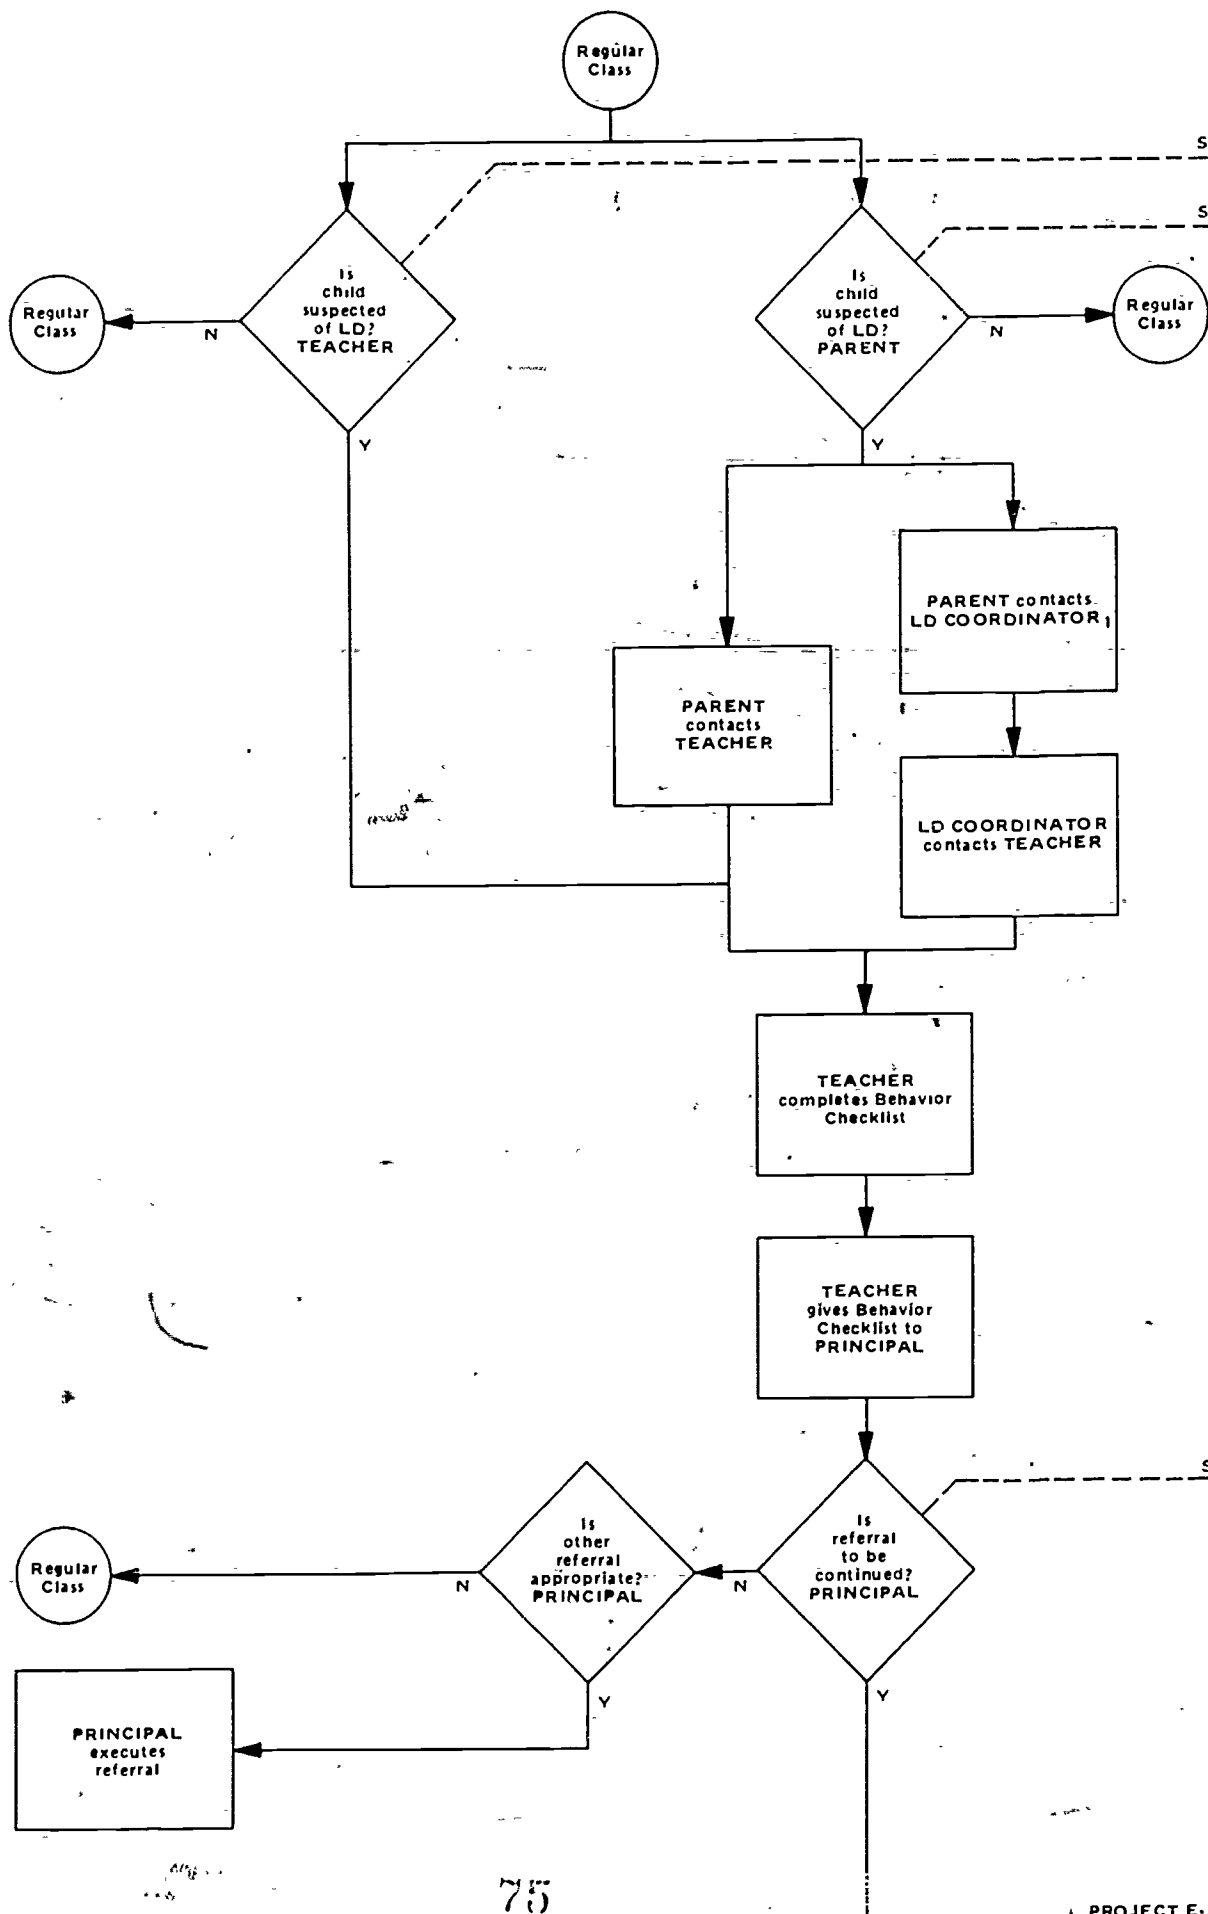 Regular
Class
S
S
Is
child
suspected
of LD?
TEACHER
Is
child
suspected
of LD?
PARENT
Regular
Class
N
N
Regular
Class
Y
Y
PARENT contacts
LD COORDINATOR
PARENT
contacts
TEACHER
LD COORDINATOR
contacts TEACHER
TEACHER
completes Behavior
Checklist
TEACHER
gives Behavior
Checklist to
PRINCIPAL
S
Is
other
referral
appropriate?
PRINCIPAL
Is
referral
to be
continued?
PRINCIPAL
Regular
Class
N
N
Y
Y
PRINCIPAL
executes
referral
75
PROJECT E.